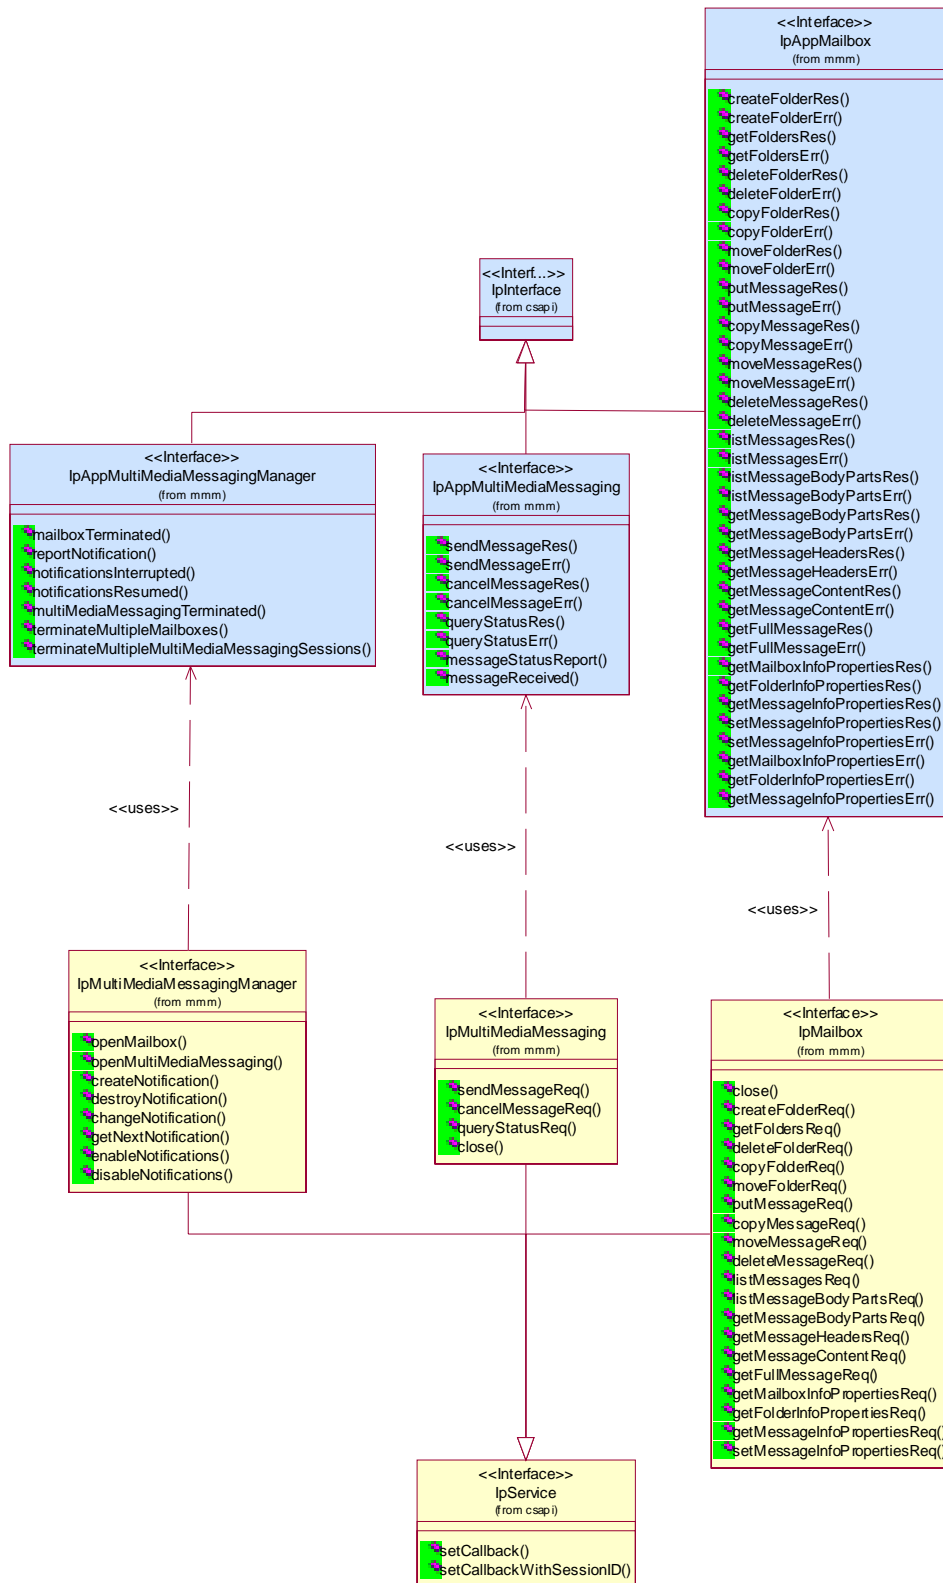 <<Interface>>
IpAppMailbox
(from mmm)
createFolderRes()
createFolderErr()
getFoldersRes()
getFoldersErr()
deleteFolderRes()
deleteFolderErr()
copyFolderRes()
copyFolderErr()
moveFolderRes()
moveFolderErr()
putMessageRes()
putMessageErr()
copyMessageRes()
copyMessageErr()
moveMessageRes()
moveMessageErr()
deleteMessageRes()
deleteMessageErr()
listMessagesRes()
listMessagesErr()
listMessageBodyPartsRes()
listMessageBodyPartsErr()
getMessageBodyPartsRes()
getMessageBodyPartsErr()
getMessageHeadersRes()
getMessageHeadersErr()
getMessageContentRes()
getMessageContentErr()
getFullMessageRes()
getFullMessageErr()
getMailboxInfoPropertiesRes()
getFolderInfoPropertiesRes()
getMessageInfoPropertiesRes()
setMessageInfoPropertiesRes()
setMessageInfoPropertiesErr()
getMailboxInfoPropertiesErr()
getFolderInfoPropertiesErr()
getMessageInfoPropertiesErr()
<<Interf...>>
IpInterface
(from csapi)
<<Interface>>
IpAppMultiMediaMessagingManager
(from mmm)
mailboxTerminated()
reportNotification()
notificationsInterrupted()
notificationsResumed()
multiMediaMessagingTerminated()
terminateMultipleMailboxes()
terminateMultipleMultiMediaMessagingSessions()
<<Interface>>
IpAppMultiMediaMessaging
(from mmm)
sendMessageRes()
sendMessageErr()
cancelMessageRes()
cancelMessageErr()
queryStatusRes()
queryStatusErr()
messageStatusReport()
messageReceived()
<<uses>>
<<uses>>
<<uses>>
<<Interface>>
IpMultiMediaMessagingManager
(from mmm)
openMailbox()
openMultiMediaMessaging()
createNotification()
destroyNotification()
changeNotification()
getNextNotification()
enableNotifications()
disableNotifications()
<<Interface>>
IpMultiMediaMessaging
(from mmm)
sendMessageReq()
cancelMessageReq()
queryStatusReq()
close()
<<Interface>>
IpMailbox
(from mmm)
close()
createFolderReq()
getFoldersReq()
deleteFolderReq()
copyFolderReq()
moveFolderReq()
putMessageReq()
copyMessageReq()
moveMessageReq()
deleteMessageReq()
listMessagesReq()
listMessageBodyPartsReq()
getMessageBodyPartsReq()
getMessageHeadersReq()
getMessageContentReq()
getFullMessageReq()
getMailboxInfoPropertiesReq()
getFolderInfoPropertiesReq()
getMessageInfoPropertiesReq()
setMessageInfoPropertiesReq()
<<Interface>>
IpService
(from csapi)
setCallback()
setCallbackWithSessionID()